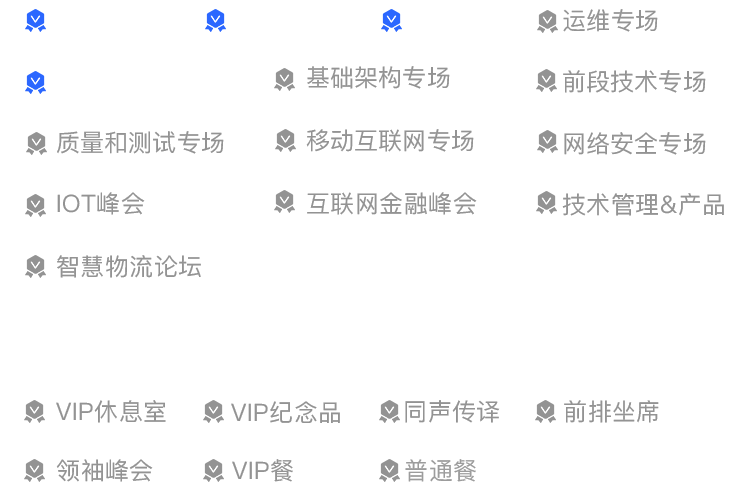 运维专场
基础架构专场 前段技术专场
质量和测试专场 移动互联网专场 网络安全专场
IOT峰会 互联网金融峰会 技术管理&产品
智慧物流论坛
VIP休息室 VIP纪念品 同声传译 前排坐席
领袖峰会 VIP餐 普通餐